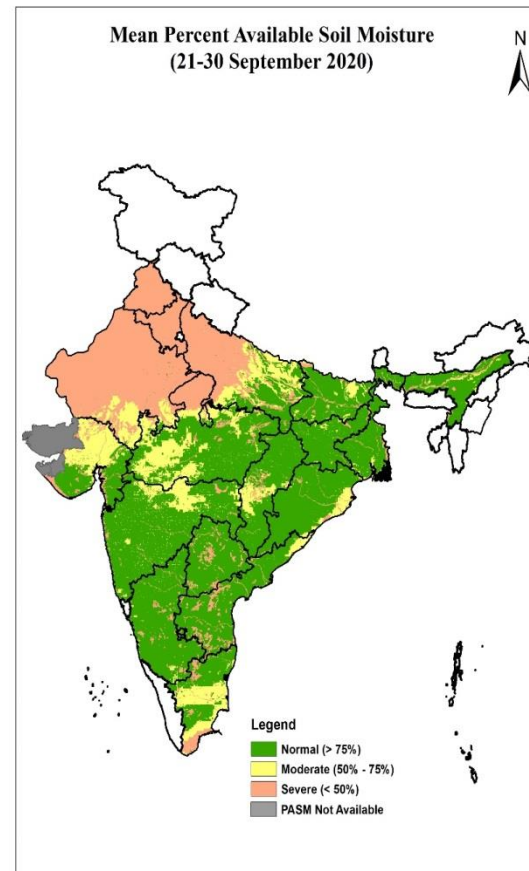 Mean Percent Available Soil Moisture
(21-30 September 2020)
N
Legend
Normal (> 75%)
Moderate (50% - 75%)
Severe (< 50%)
PASM Not Available